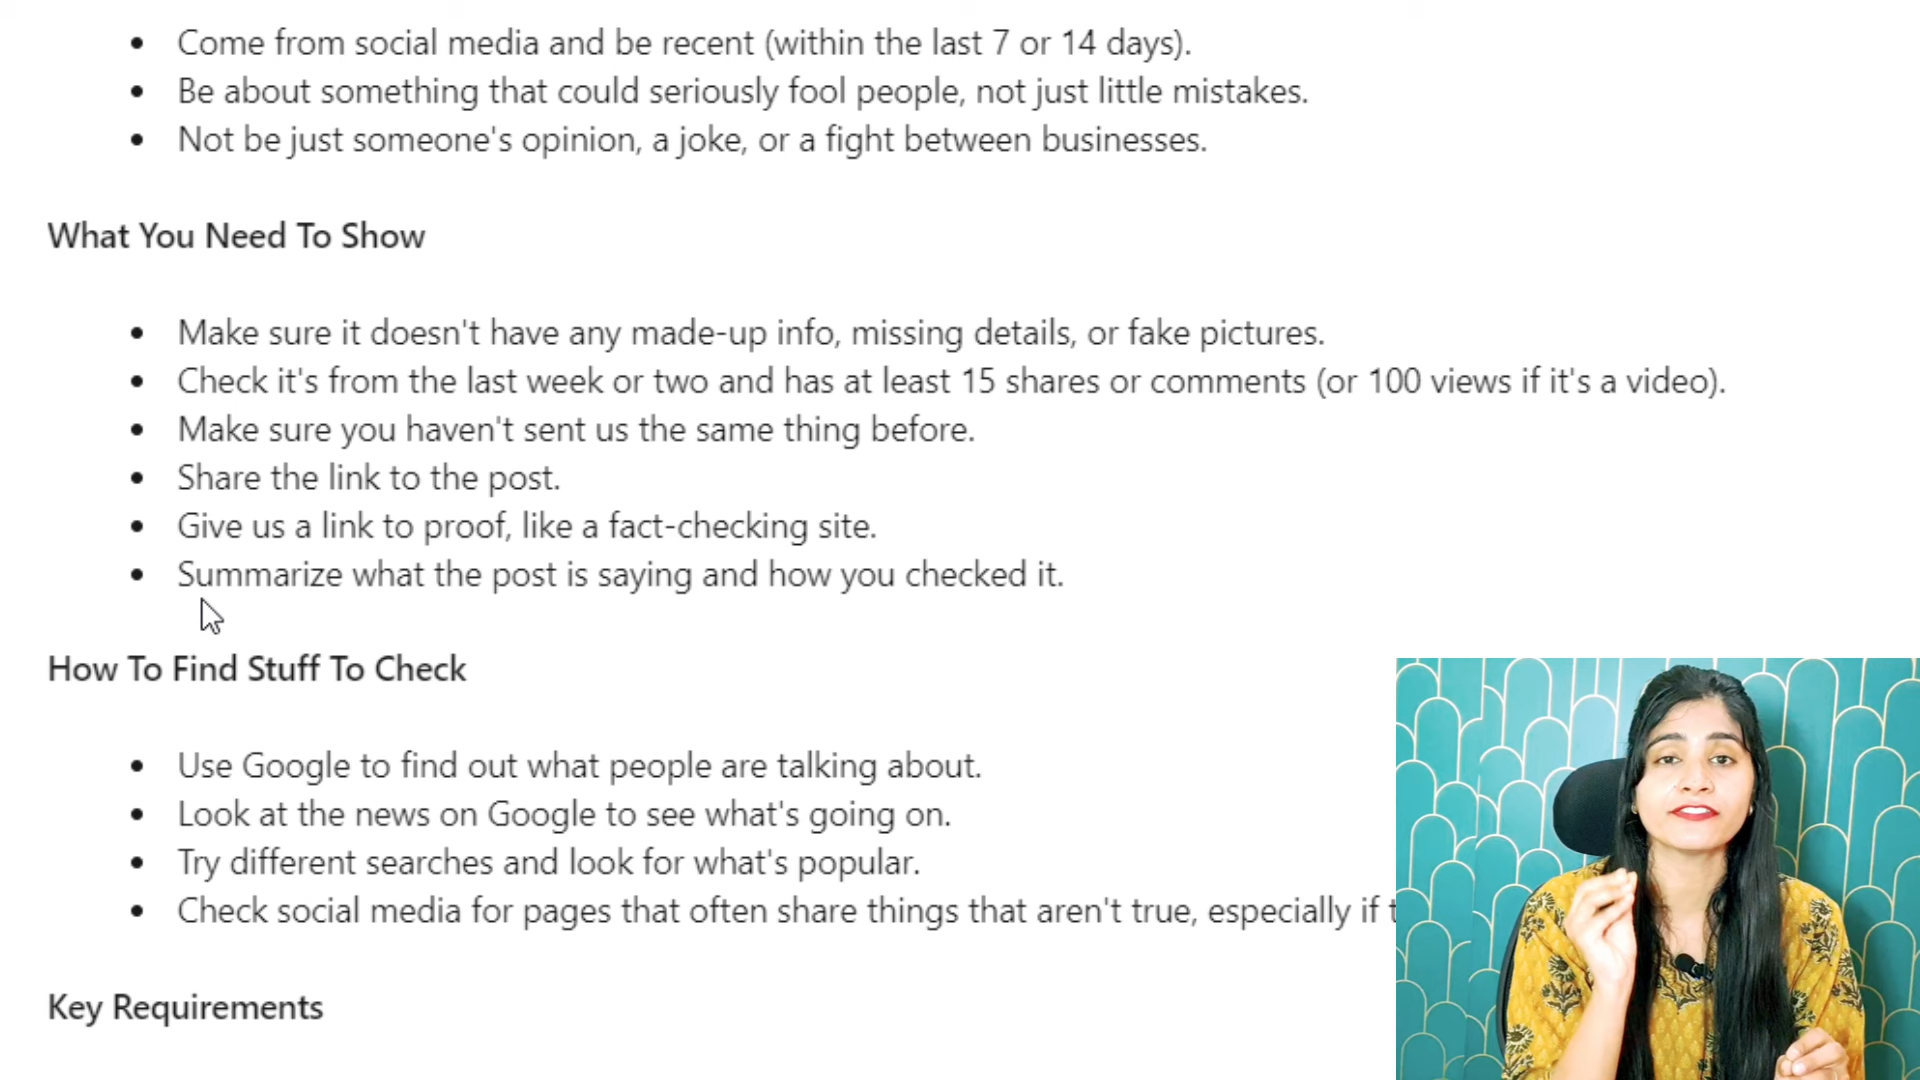 Come from social media and be recent (within the last 7 or 14 days).
Be about something that could seriously fool people, not just little mistakes.
Not be just someone's opinion, a joke, or a fight between businesses.
What You Need To Show
Make sure it doesn't have any made-up info, missing details, or fake pictures.
Check it's from the last week or two and has at least 15 shares or comments (or 100 views if it's a video).
Make sure you haven't sent us the same thing before.
Share the link to the post.
Give us a link to proof, like a fact-checking site.
Summarize what the post is saying and how you checked it.
How To Find Stuff To Check
Use Google to find out what people are talking about.
Look at the news on Google to see what's going on.
Try different searches and look for what's popular.
Check social media for pages that often share things that aren't true, especially if
Key Requirements